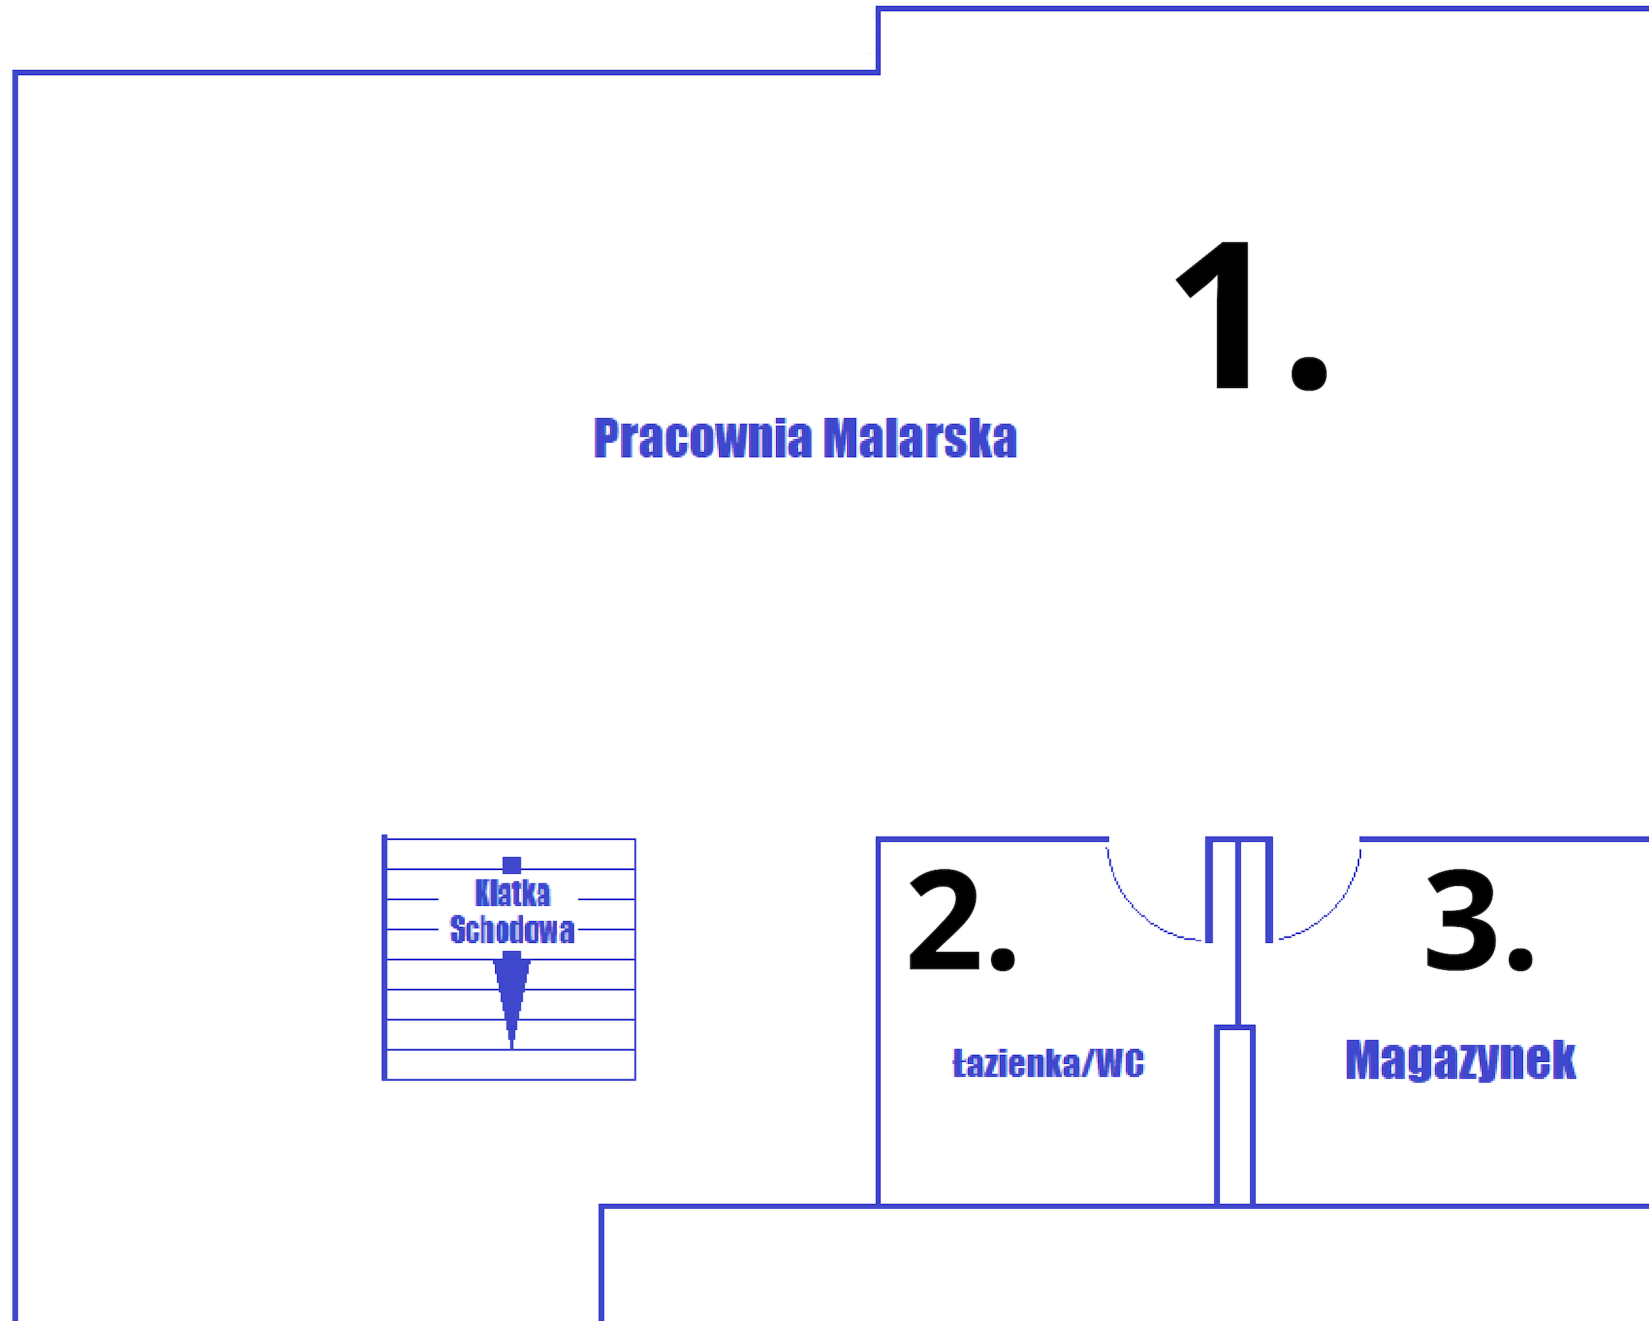 1.
Pracownia Malarska
Klatka
Schodowa
2.
3.
Łazienka/WC
Magazynek